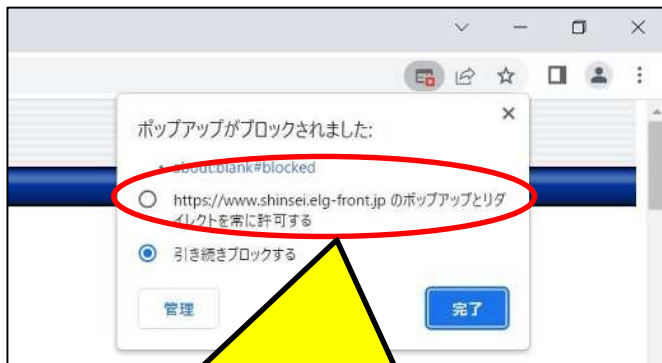 ポップアップがブロックされました:
about:blank#blocked
https://www.shinsei.elg-front.jp のポップアップとリダ
イレクトを常に許可する
引き続きブロックする
管理
完了